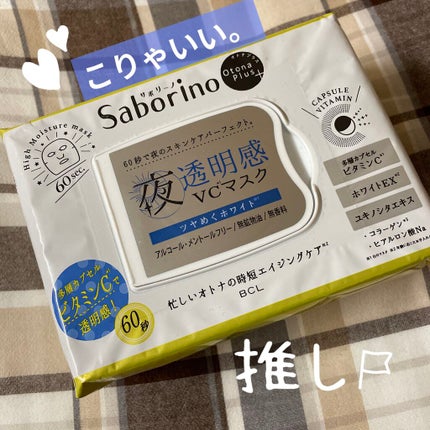 こりゃいい。
サボリーノ
Saborino
Otona Plus+
High Moisture mask
60sec.
60秒で夜のスキンケアパーフェクト。
夜 透明感
VCマスク
ツヤめくホワイト
アルコール・メントールフリー/無鉱物油/無香料
CAPSULE VITAMIN
C
多種カプセル
ビタミンC
ホワイトEX
ユキノシタエキス
・コラーゲン
・ヒアルロン酸Na
多種カプセル
ビタミンCで
透明感!
60秒
忙しいオトナの時短エイジングケア
BCL
推し